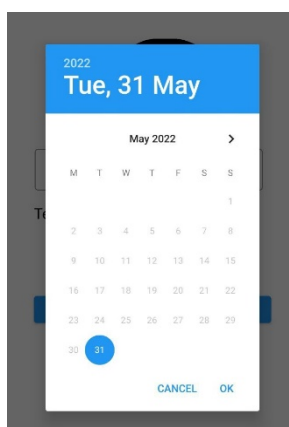 2022
Tue, 31 May
May 2022
M T W T F S S
1
2 3 4 5 6 7 8
9 10 11 12 13 14 15
16 17 18 19 20 21 22
23 24 25 26 27 28 29
30 31
Te
CANCEL OK